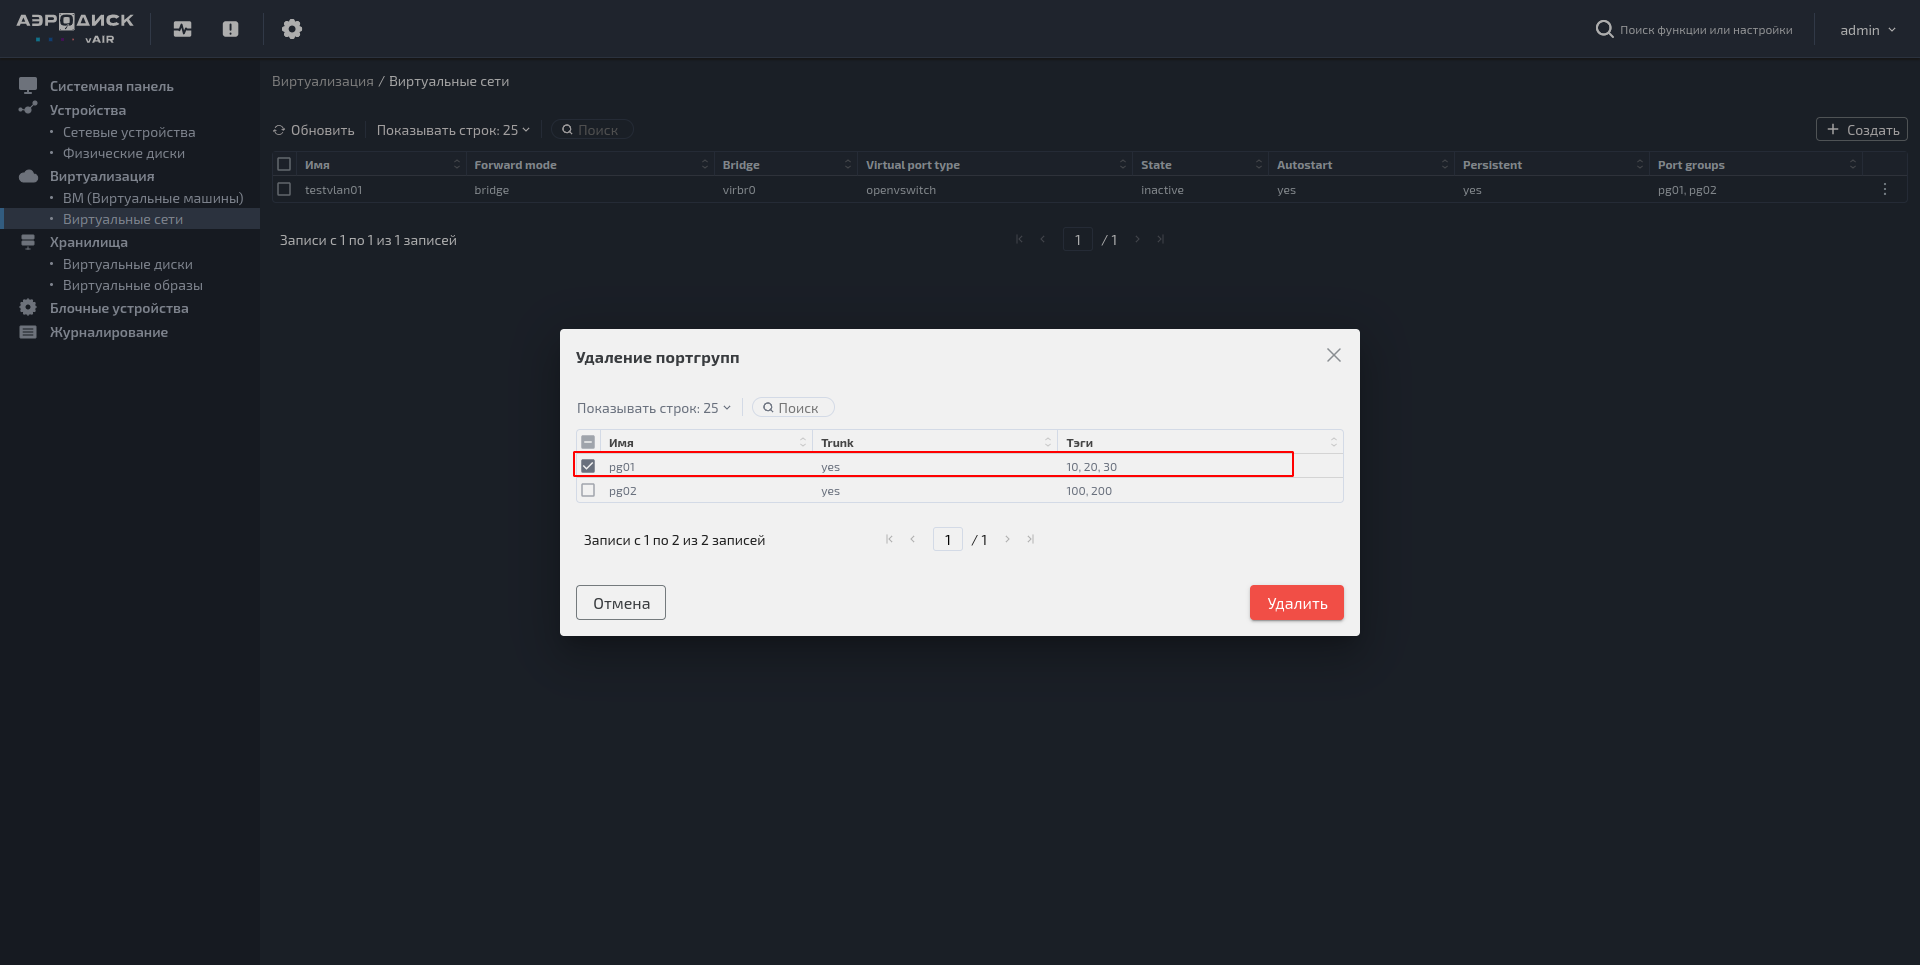 АЭРОДИСК
vAIR
Поиск функции или настройки
admin
Системная панель
Устройства
Сетевые устройства
Физические диски
Виртуализация
ВМ (Виртуальные машины)
Виртуальные сети
Хранилища
Виртуальные диски
Виртуальные образы
Блочные устройства
Журналирование
Виртуализация / Виртуальные сети
Обновить Показывать строк: 25 Поиск + Создать
Имя Forward mode Bridge Virtual port type State Autostart Persistent Port groups
testvlan01 bridge virbr0 openvswitch inactive yes yes pg01, pg02
Записи с 1 по 1 из 1 записей 1 / 1
Удаление портгрупп
Показывать строк: 25 Поиск
Имя Trunk Тэги
pg01 yes 10, 20, 30
pg02 yes 100, 200
Записи с 1 по 2 из 2 записей 1 / 1
Отмена Удалить